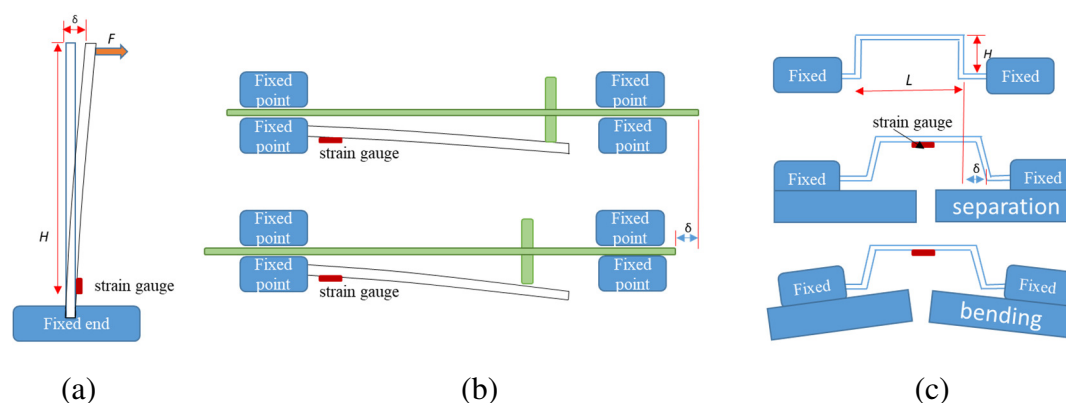 δ
F
H
strain gauge
Fixed end
(a)
Fixed
point
Fixed
point
Fixed
point
Fixed
point
strain gauge
δ
Fixed
point
Fixed
point
Fixed
point
Fixed
point
strain gauge
(b)
Fixed
H
Fixed
L
strain gauge
Fixed
δ
Fixed
separation
Fixed
Fixed
bending
(c)